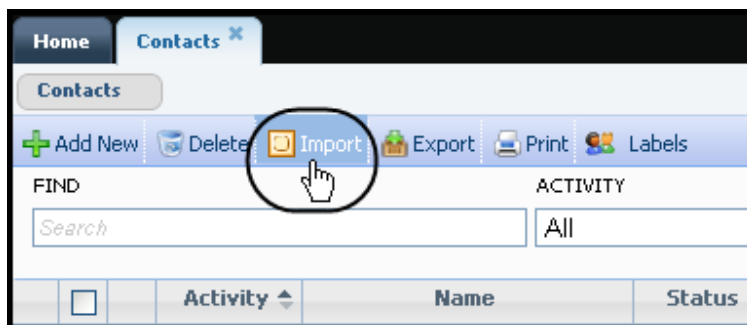 Home Contacts
Contacts
Add New Delete Import Export Print Labels
FIND ACTIVITY
Search All
Activity Name Status